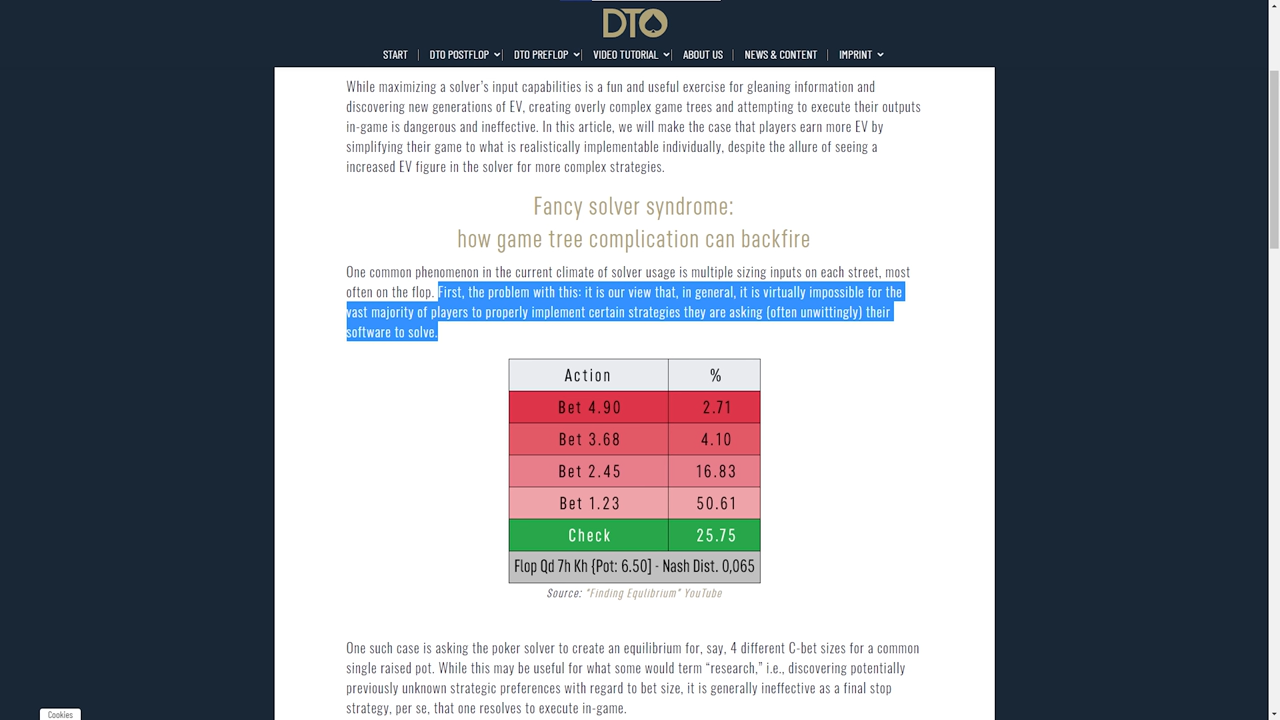 DTO
START
DTO POSTFLOP
DTO PREFLOP
VIDEO TUTORIAL
ABOUT US
NEWS & CONTENT
IMPRINT
While maximizing a solver's input capabilities is a fun and useful exercise for gleaning information and
discovering new generations of EV, creating overly complex game trees and attempting to execute their outputs
in-game is dangerous and ineffective. In this article, we will make the case that players earn more EV by
simplifying their game to what is realistically implementable individually, despite the allure of seeing a
increased EV figure in the solver for more complex strategies.
Fancy solver syndrome:
how game tree complication can backfire
One common phenomenon in the current climate of solver usage is multiple sizing inputs on each street, most
often on the flop. First, the problem with this: it is our view that, in general, it is virtually impossible for the
vast majority of players to properly implement certain strategies they are asking (often unwittingly) their
software to solve.
Action %
Bet 4.90 2.71
Bet 3.68 4.10
Bet 2.45 16.83
Bet 1.23 50.61
Check 25.75
Flop Qd 7h Kh {Pot: 6.50] - Nash Dist. 0,065
Source: "Finding Equlibrium" YouTube
One such case is asking the poker solver to create an equilibrium for, say, 4 different C-bet sizes for a common
single raised pot. While this may be useful for what some would term “research,” i.e., discovering potentially
previously unknown strategic preferences with regard to bet size, it is generally ineffective as a final stop
strategy, per se, that one resolves to execute in-game.
Cookies